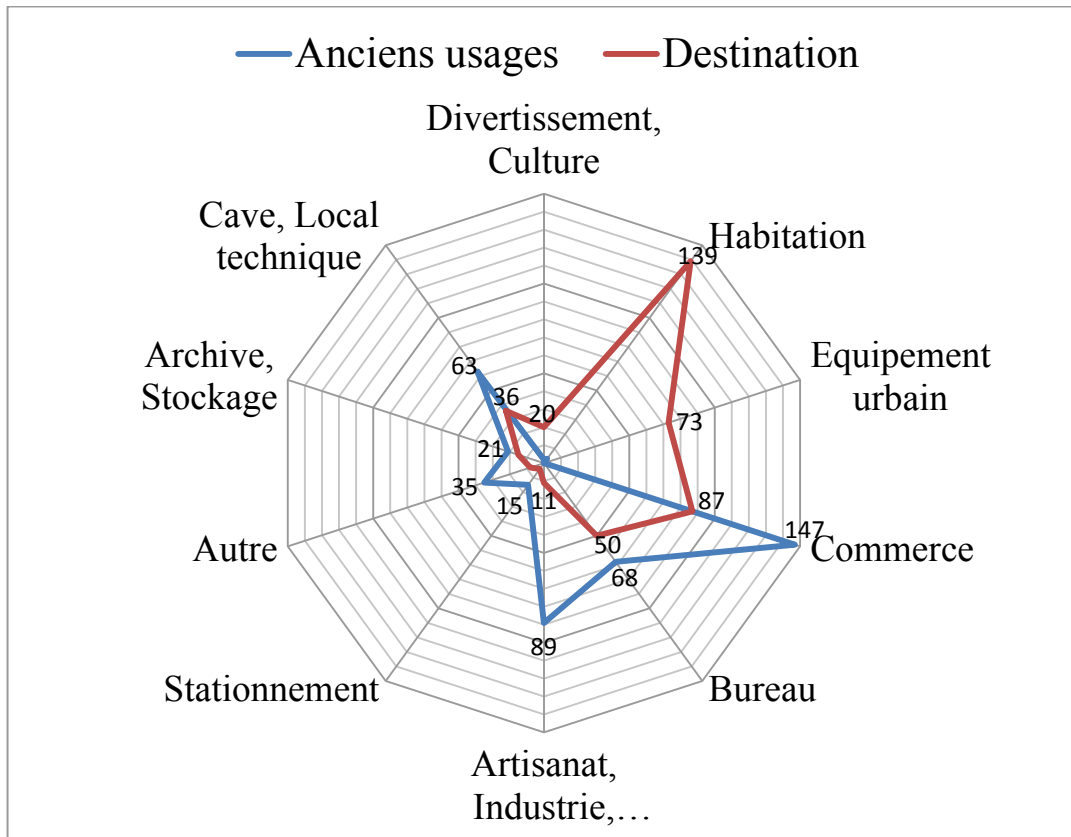 Anciens usages
Destination
Divertissement,
Culture
Cave, Local
technique
Habitation
139
Archive,
Stockage
Equipement
urbain
63
36
20
73
21
35
15
11
87
147
50
68
Autre
Commerce
89
Stationnement
Bureau
Artisanat,
Industrie,…